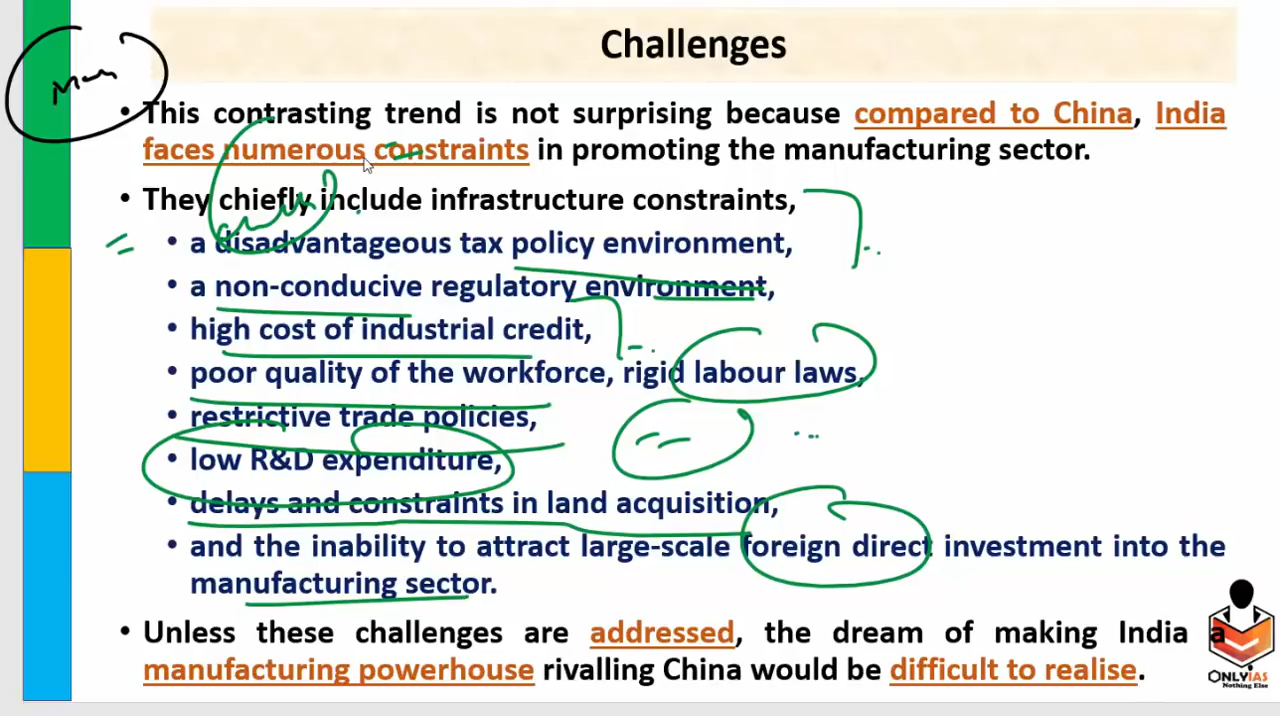 Challenges
• This contrasting trend is not surprising because compared to China, India
faces numerous constraints in promoting the manufacturing sector.
• They chiefly include infrastructure constraints,
• a disadvantageous tax policy environment,
• a non-conducive regulatory environment,
• high cost of industrial credit,
• poor quality of the workforce, rigid labour laws,
• restrictive trade policies,
• low R&D expenditure,
• delays and constraints in land acquisition,
• and the inability to attract large-scale foreign direct investment into the
manufacturing sector.
• Unless these challenges are addressed, the dream of making India a
manufacturing powerhouse rivalling China would be difficult to realise.
ONLYIAS
Nothing Else